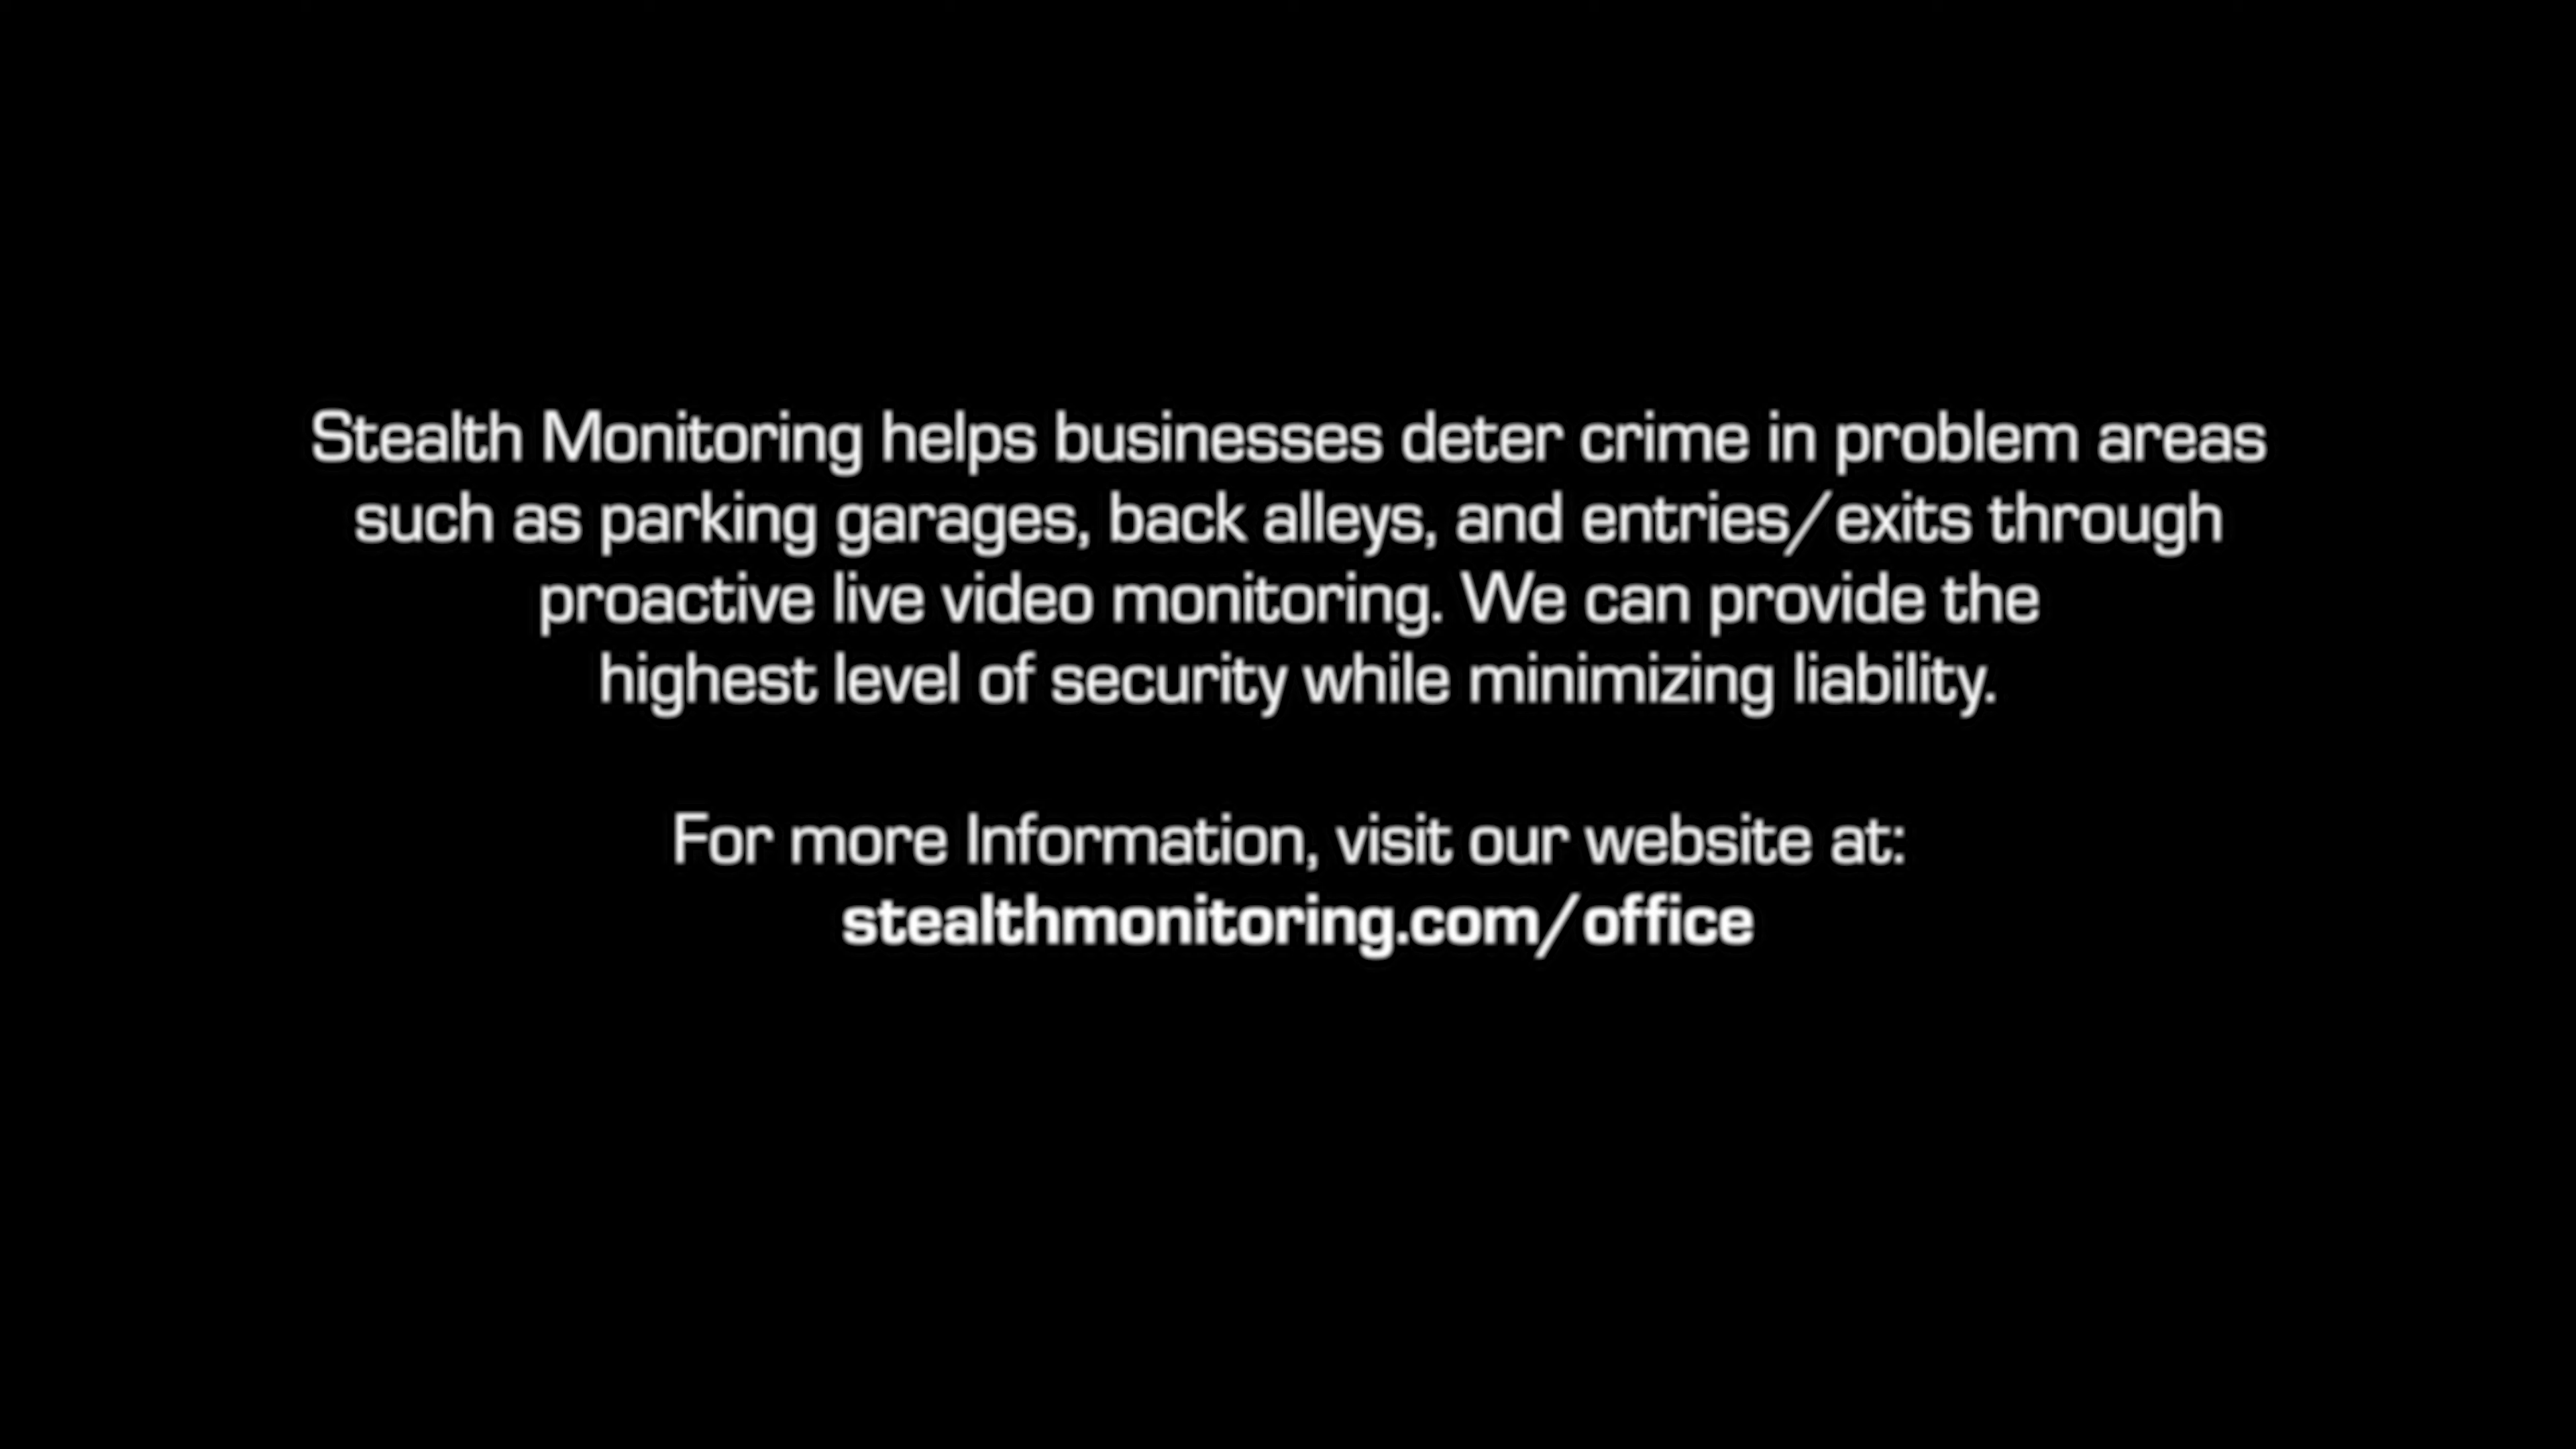 Stealth Monitoring helps businesses deter crime in problem areas
such as parking garages, back alleys, and entries/exits through
proactive live video monitoring. We can provide the
highest level of security while minimizing liability.
For more Information, visit our website at:
stealthmonitoring.com/office